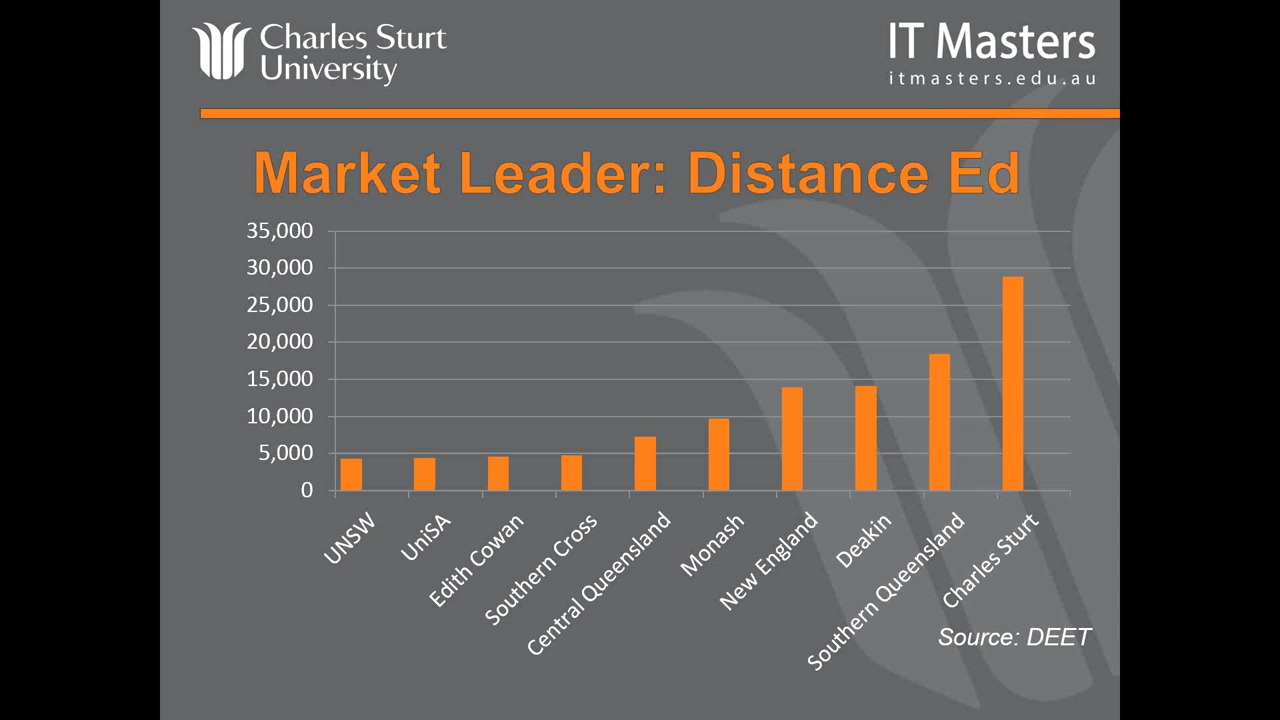 Charles Sturt
University
IT Masters
itmasters.edu.au
Market Leader: Distance Ed
35,000
30,000
25,000
20,000
15,000
10,000
5,000
0
UNSW
UniSA
Edith Cowan
Southern Cross
Central Queensland
Monash
New England
Deakin
Southern Queensland
Charles Sturt
Source: DEET